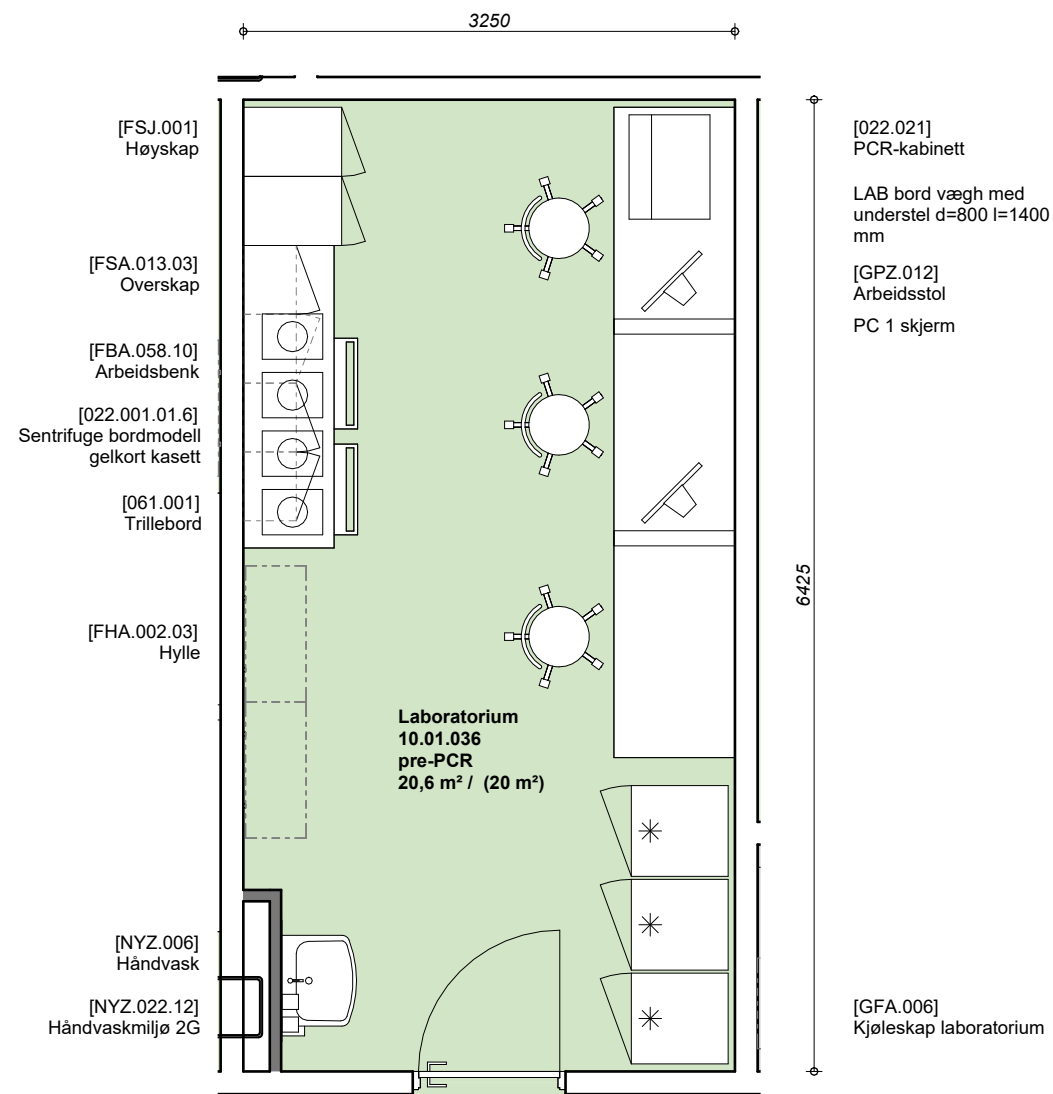 3250
[FSJ.001]
Høyskap
[FSA.013.03]
Overskap
[FBA.058.10]
Arbeidsbenk
[022.001.01.6]
Sentrifuge bordmodell
gelkort kasett
[061.001]
Trillebord
[FHA.002.03]
Hylle
[NYZ.006]
Håndvask
[NYZ.022.12]
Håndvaskmiljø 2G
Laboratorium
10.01.036
pre-PCR
20,6 m² / (20 m²)
6425
[022.021]
PCR-kabinett
LAB bord vægh med
understel d=800 l=1400
mm
[GPZ.012]
Arbeidsstol
PC 1 skjerm
[GFA.006]
Kjøleskap laboratorium